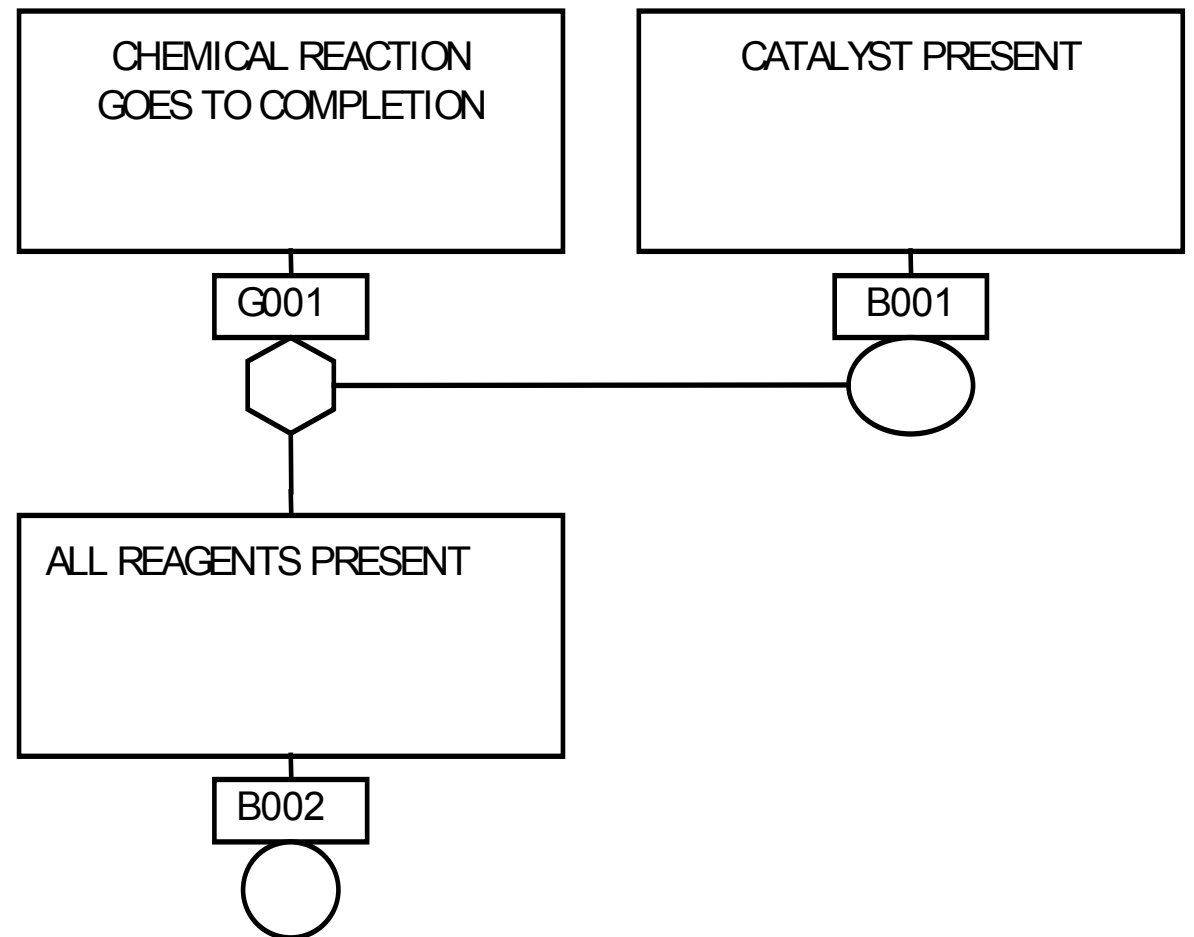 CHEMICAL REACTION
GOES TO COMPLETION
CATALYST PRESENT
G001
B001
ALL REAGENTS PRESENT
B002